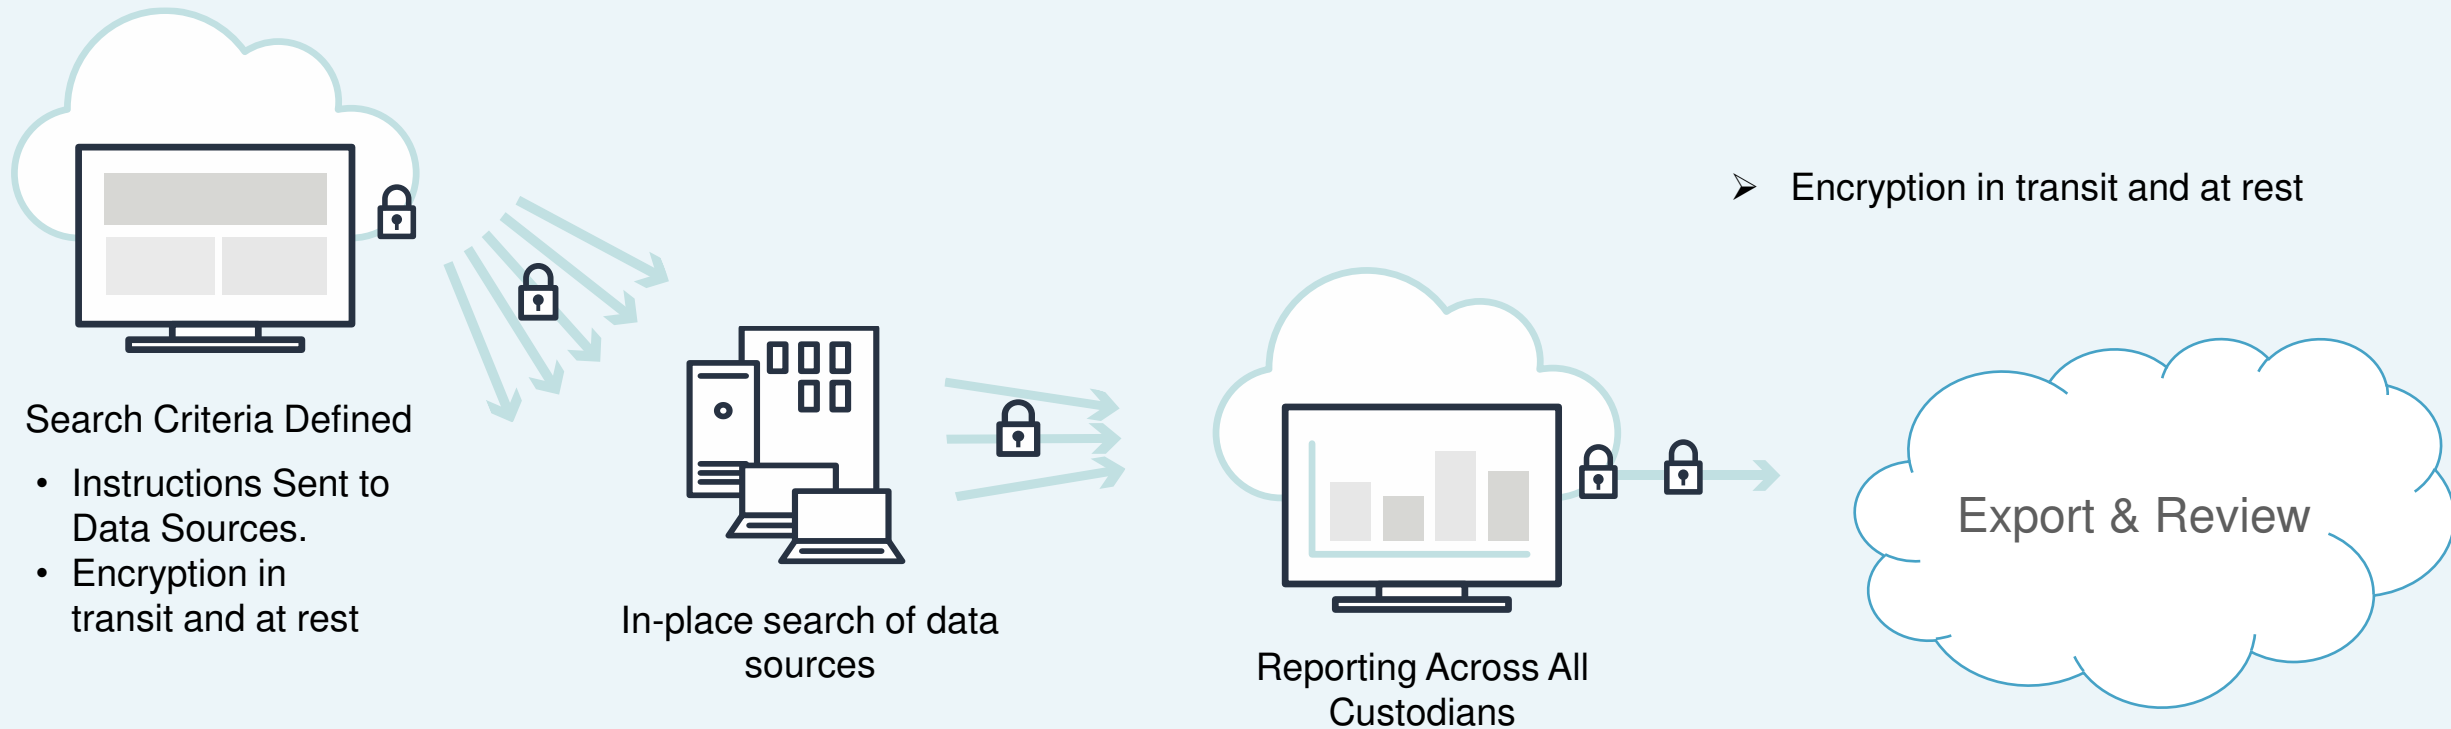 Search Criteria Defined
• Instructions Sent to
Data Sources.
• Encryption in
transit and at rest
In-place search of data
sources
Reporting Across All
Custodians
➢ Encryption in transit and at rest
Export & Review